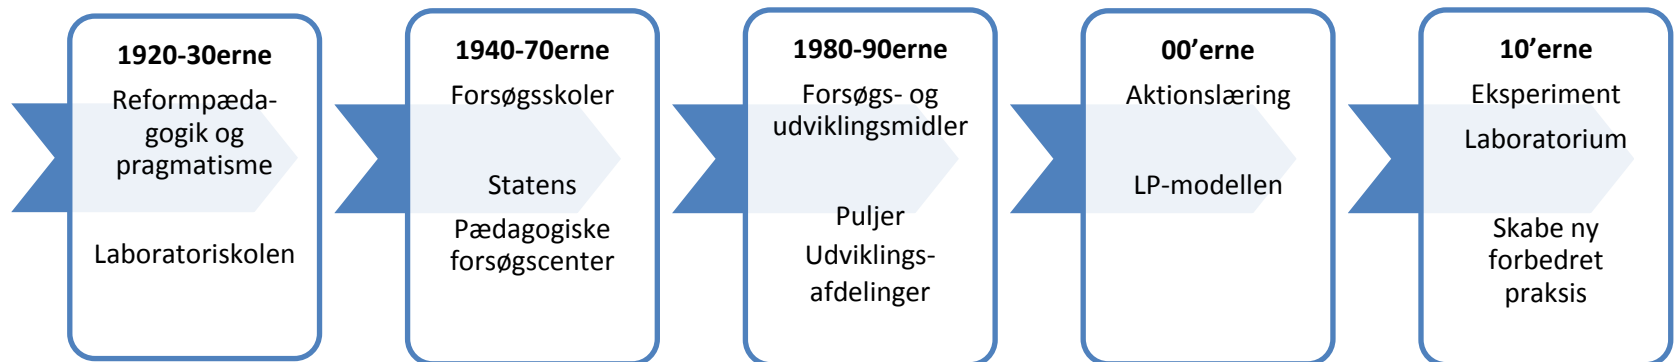 1920-30erne
Reformpæda-
gogik og
pragmatisme
Laboratoriskolen
1940-70erne
Forsøgsskoler
Statens
Pædagogiske
forsøgscenter
1980-90erne
Forsøgs- og
udviklingsmidler
Puljer
Udviklings-
afdelinger
00’erne
Aktionslæring
LP-modellen
10’erne
Eksperiment
Laboratorium
Skabe ny
forbedret
praksis